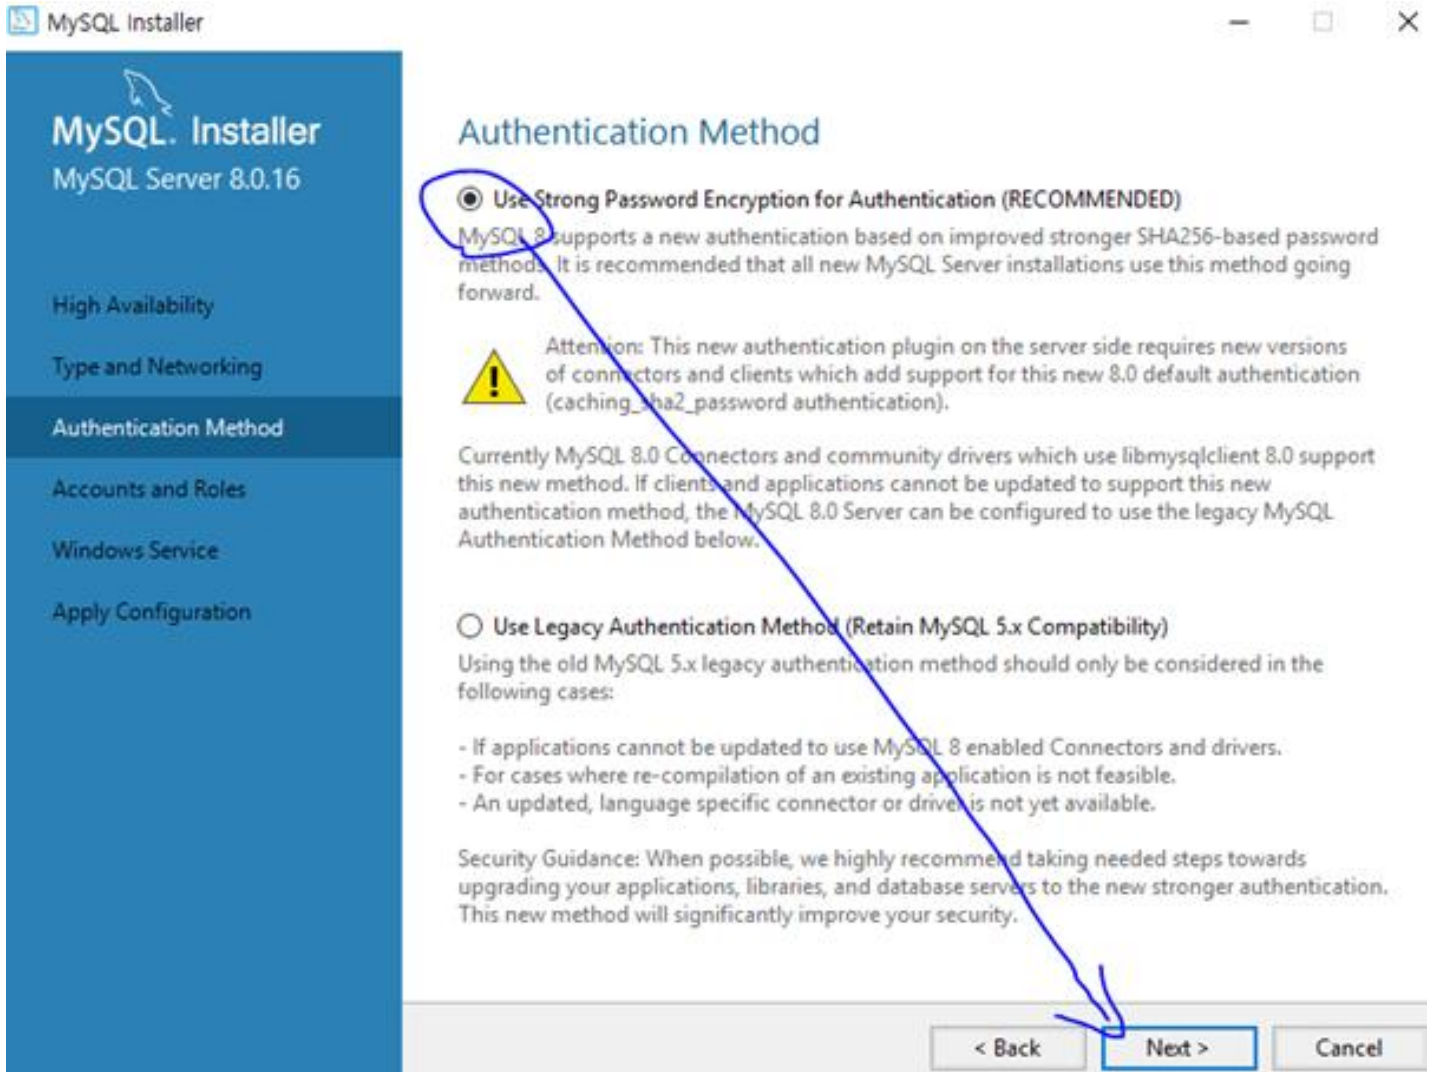 MySQL Installer
MySQL. Installer
MySQL Server 8.0.16
High Availability
Type and Networking
Authentication Method
Accounts and Roles
Windows Service
Apply Configuration
Authentication Method
Use Strong Password Encryption for Authentication (RECOMMENDED)
MySQL 8 supports a new authentication based on improved stronger SHA256-based password
methods. It is recommended that all new MySQL Server installations use this method going
forward.
Attention: This new authentication plugin on the server side requires new versions
of connectors and clients which add support for this new 8.0 default authentication
(caching_sha2_password authentication).
Currently MySQL 8.0 Connectors and community drivers which use libmysqlclient 8.0 support
this new method. If clients and applications cannot be updated to support this new
authentication method, the MySQL 8.0 Server can be configured to use the legacy MySQL
Authentication Method below.
Use Legacy Authentication Method (Retain MySQL 5.x Compatibility)
Using the old MySQL 5.x legacy authentication method should only be considered in the
following cases:
- If applications cannot be updated to use MySQL 8 enabled Connectors and drivers.
- For cases where re-compilation of an existing application is not feasible.
- An updated, language specific connector or driver is not yet available.
Security Guidance: When possible, we highly recommend taking needed steps towards
upgrading your applications, libraries, and database servers to the new stronger authentication.
This new method will significantly improve your security.
< Back
Next >
Cancel